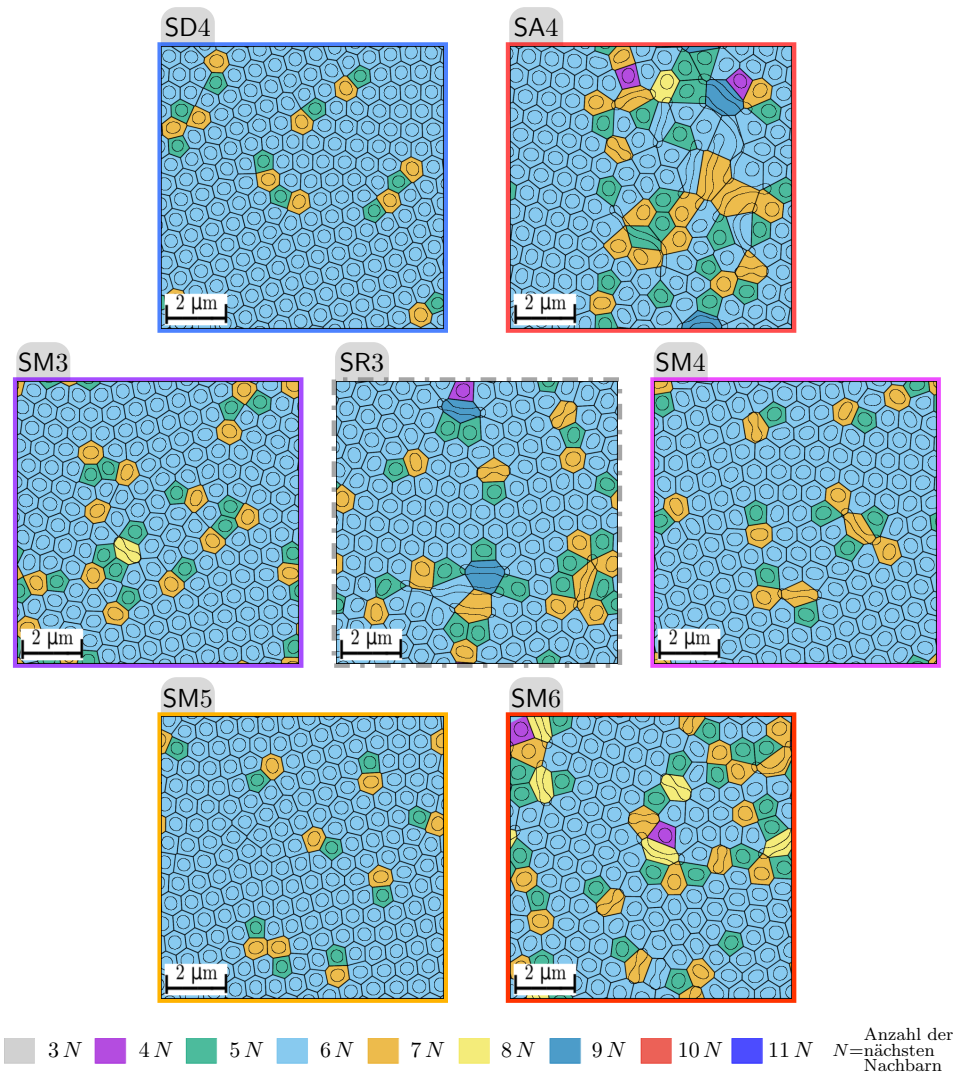 SD4 SA4
2 µm 2 µm
SM3 SR3 SM4
2 µm 2 µm 2 µm
SM5 SM6
2 µm 2 µm
3 N 4 N 5 N 6 N 7 N 8 N 9 N 10 N 11 N N= Anzahl der
nächsten
Nachbarn